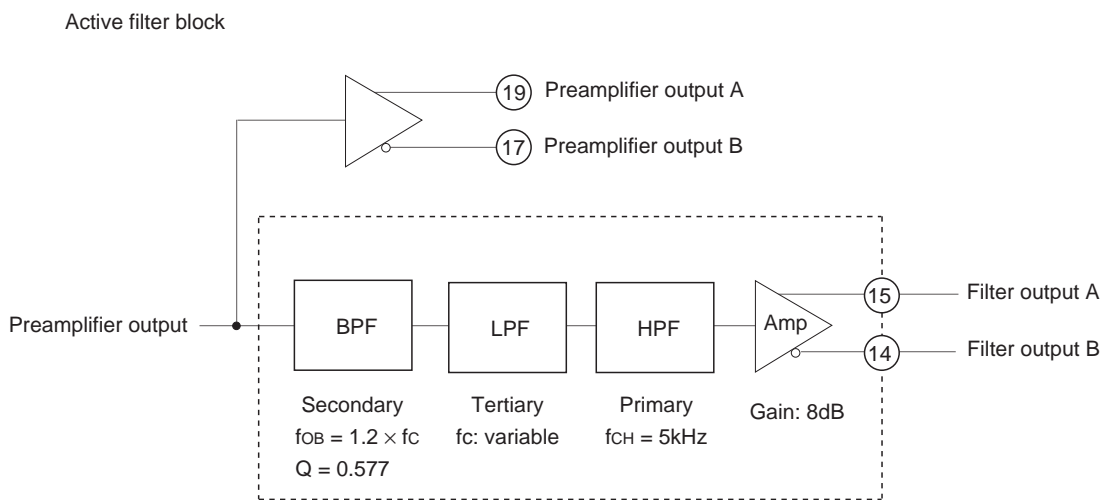 Active filter block
19 Preamplifier output A
17 Preamplifier output B
Preamplifier output
BPF
LPF
HPF
Amp
15 Filter output A
14 Filter output B
Secondary
fOB = 1.2 × fC
Q = 0.577
Tertiary
fc: variable
Primary
fCH = 5kHz
Gain: 8dB